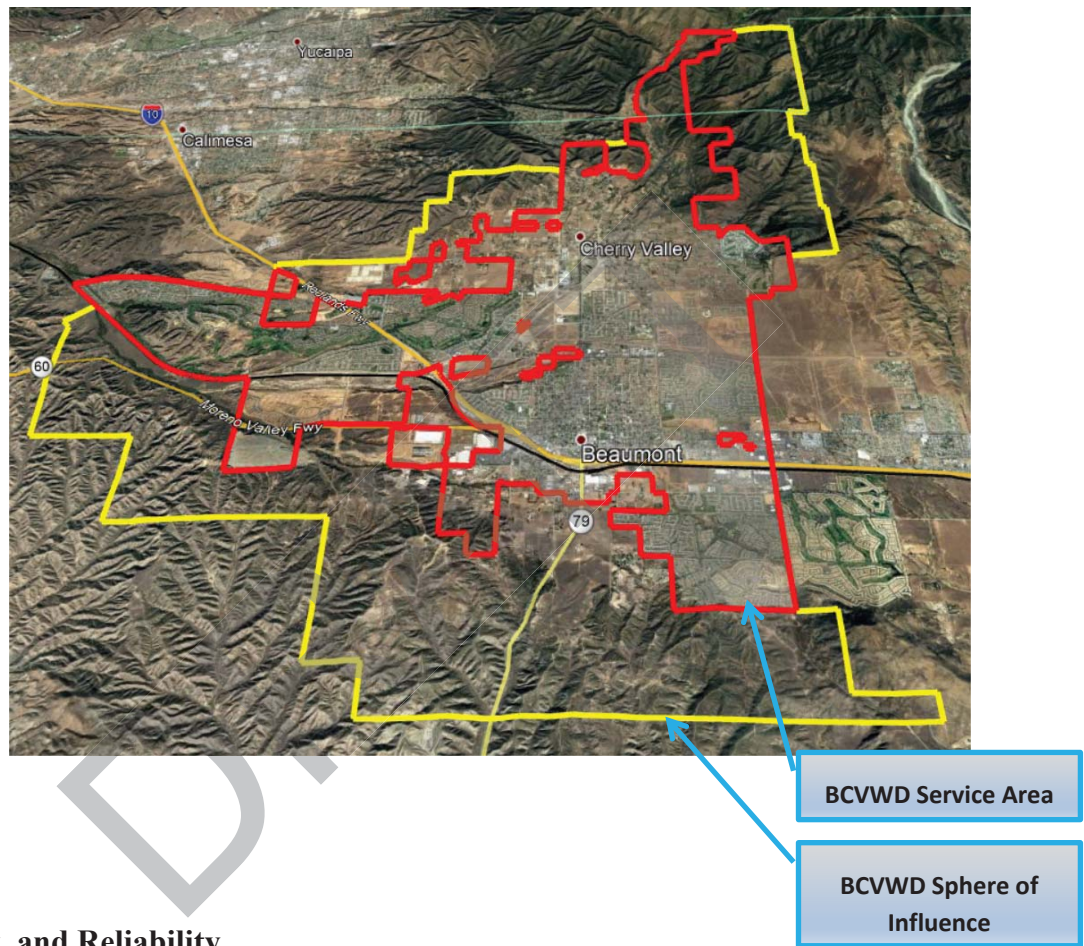 Yucaipa
10
Calimesa
Cherry Valley
Redlands Fwy
60
Moreno Valley Fwy
Beaumont
79
BCVWD Service Area
BCVWD Sphere of
Influence
and Reliability